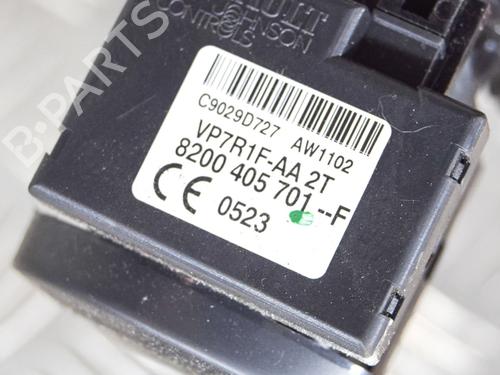 JOHNSON
CONTROLS
C9029D727 AW1102
VP7R1F-AA 2T
8200 405 701--F
CE 0523
B-PARTS